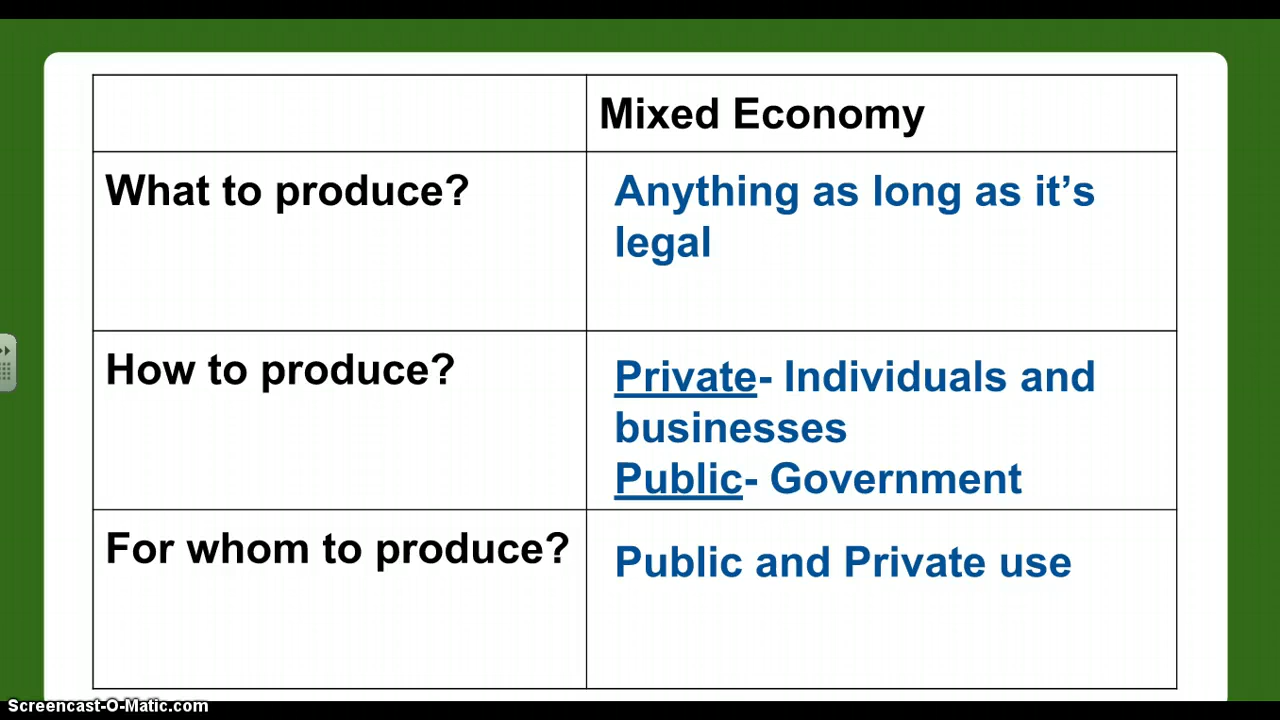 Mixed Economy
What to produce?
Anything as long as it's
legal
How to produce?
Private- Individuals and
businesses
Public- Government
For whom to produce?
Public and Private use
Screencast-O-Matic.com